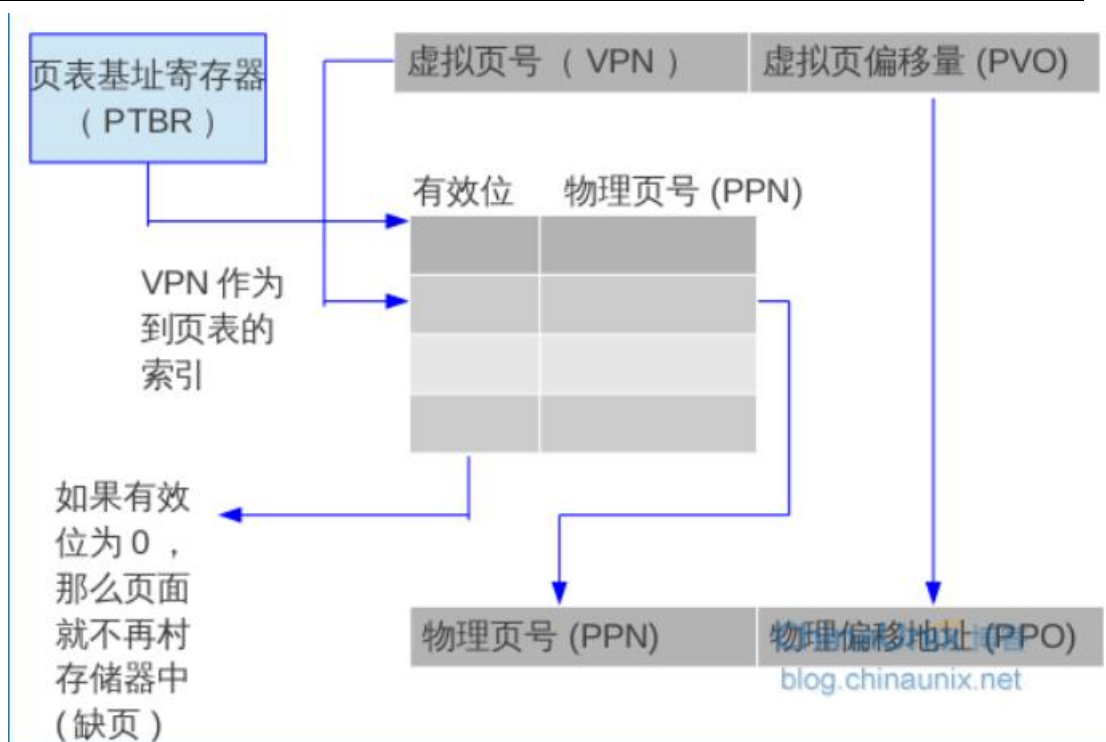 页表基址寄存器
（ PTBR ）
虚拟页号（ VPN ）
虚拟页偏移量 (PVO)
有效位
物理页号 (PPN)
VPN 作为
到页表的
索引
如果有效
位为 0 ，
那么页面
就不再村
存储器中
( 缺页 )
物理页号 (PPN)
物理偏移地址 (PPO)
blog.chinaunix.net